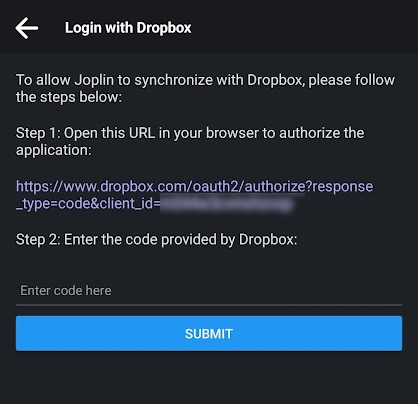 Login with Dropbox
To allow Joplin to synchronize with Dropbox, please follow
the steps below:
Step 1: Open this URL in your browser to authorize the
application:
https://www.dropbox.com/oauth2/authorize?response
_type=code&client_id=
Step 2: Enter the code provided by Dropbox:
Enter code here
SUBMIT